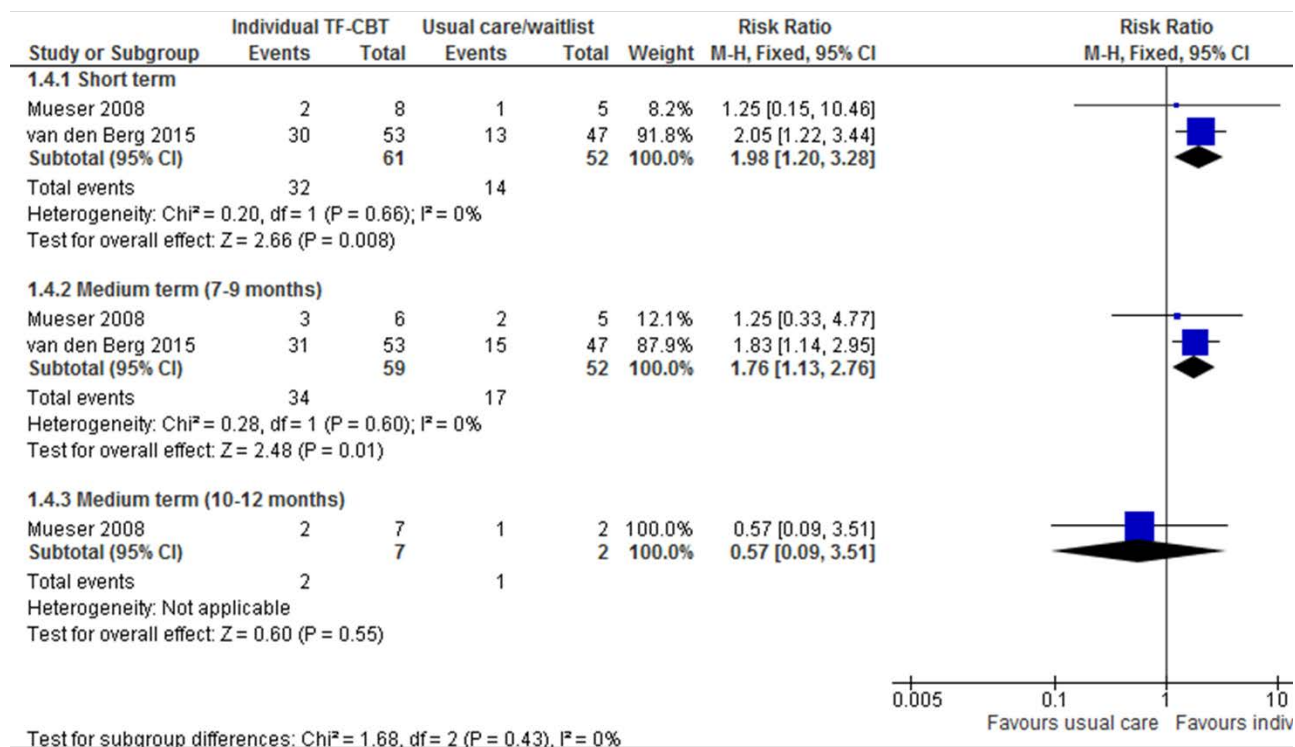 Individual TF-CBT Usual care/waitlist Risk Ratio Risk Ratio
Study or Subgroup Events Total Events Total Weight M-H, Fixed, 95% CI M-H, Fixed, 95% CI
1.4.1 Short term
Mueser 2008 2 8 1 5 8.2% 1.25 [0.15, 10.46]
van den Berg 2015 30 53 13 47 91.8% 2.05 [1.22, 3.44]
Subtotal (95% CI) 61 52 100.0% 1.98 [1.20, 3.28]
Total events 32 14
Heterogeneity: Chi² = 0.20, df = 1 (P = 0.66); I² = 0%
Test for overall effect: Z = 2.66 (P = 0.008)
1.4.2 Medium term (7-9 months)
Mueser 2008 3 6 2 5 12.1% 1.25 [0.33, 4.77]
van den Berg 2015 31 53 15 47 87.9% 1.83 [1.14, 2.95]
Subtotal (95% CI) 59 52 100.0% 1.76 [1.13, 2.76]
Total events 34 17
Heterogeneity: Chi² = 0.28, df = 1 (P = 0.60); I² = 0%
Test for overall effect: Z = 2.48 (P = 0.01)
1.4.3 Medium term (10-12 months)
Mueser 2008 2 7 1 2 100.0% 0.57 [0.09, 3.51]
Subtotal (95% CI) 7 2 100.0% 0.57 [0.09, 3.51]
Total events 2 1
Heterogeneity: Not applicable
Test for overall effect: Z = 0.60 (P = 0.55)
0.005 0.1 1 10
Favours usual care Favours indiv
Test for subgroup differences: Chi² = 1.68, df = 2 (P = 0.43), I² = 0%